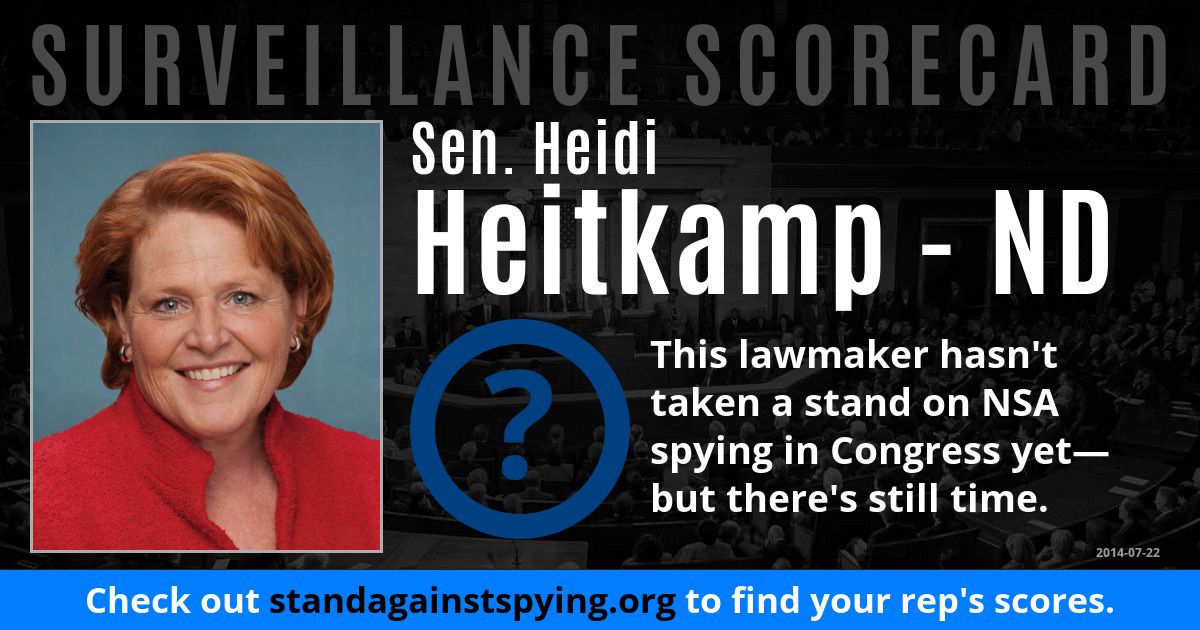 SURVEILLANCE SCORECARD
Sen. Heidi
Heitkamp - ND
?
This lawmaker hasn't
taken a stand on NSA
spying in Congress yet—
but there's still time.
2014-07-22
Check out standagainstspying.org to find your rep's scores.